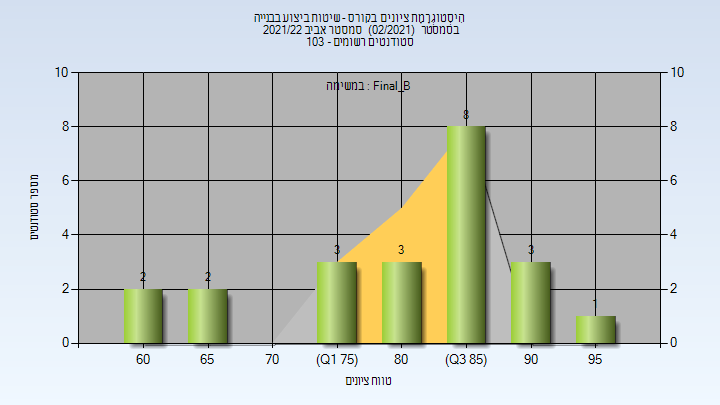 היסטוגרמת ציונים בקורס - שיטות ביצוע בבנייה
בסמסטר (02/2021) סמסטר אביב 2021/22
סטודנטים רשומים - 103
במשימה : Final_B
10 10
8 8
6 6
4 4
2 2
0 0
מספר סטודנטים
2 2 3 3 8 3 1
60 65 70 (Q1 75) 80 (Q3 85) 90 95
טווח ציונים